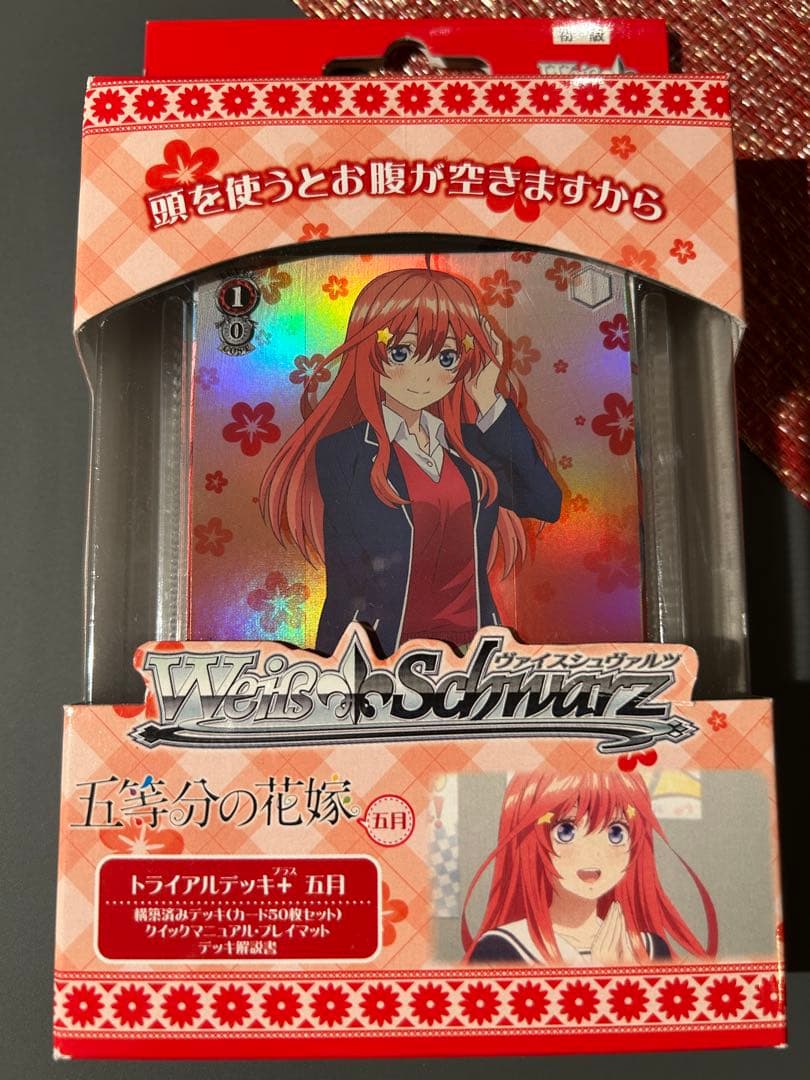 初版
頭を使うとお腹が空きますから
1
0
COST
ヴァイスシュヴァルツ
Weiß Schwarz
五等分の花嫁
五月
プラス
トライアルデッキ+ 五月
構築済みデッキ(カード50枚セット)
クイックマニュアル・プレイマット
デッキ解説書